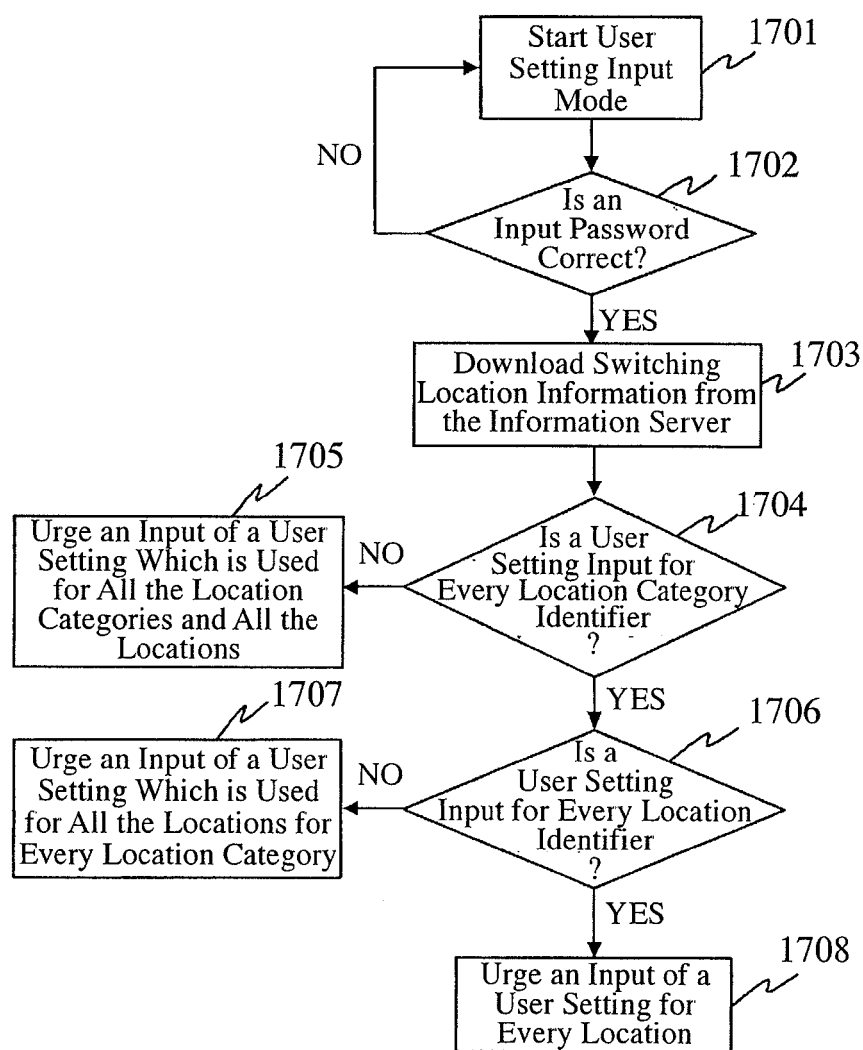 Start User
Setting Input
Mode
1701
NO
1702
Is an
Input Password
Correct?
YES
1703
Download Switching
Location Information from
the Information Server
1705
1704
Urge an Input of a User
Setting Which is Used
for All the Location
Categories and All the
Locations
NO
Is a User
Setting Input for
Every Location Category
Identifier
?
YES
1707
1706
Urge an Input of a User
Setting Which is Used
for All the Locations for
Every Location Category
NO
Is a
User Setting
Input for Every Location
Identifier
?
YES
1708
Urge an Input of a
User Setting for
Every Location